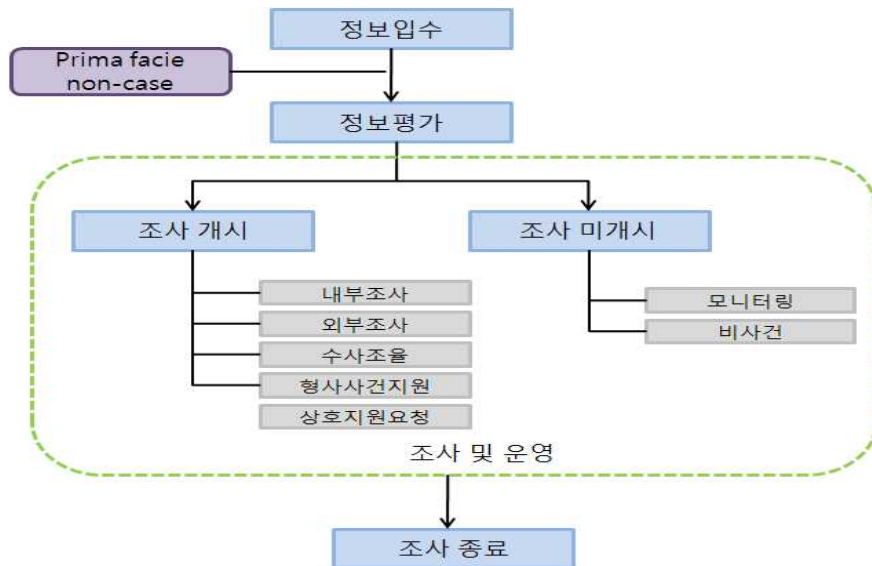 정보입수
Prima facie
non-case
정보평가
조사 개시
조사 미개시
내부조사
외부조사
수사조율
형사사건지원
상호지원요청
모니터링
비사건
조사 및 운영
조사 종료